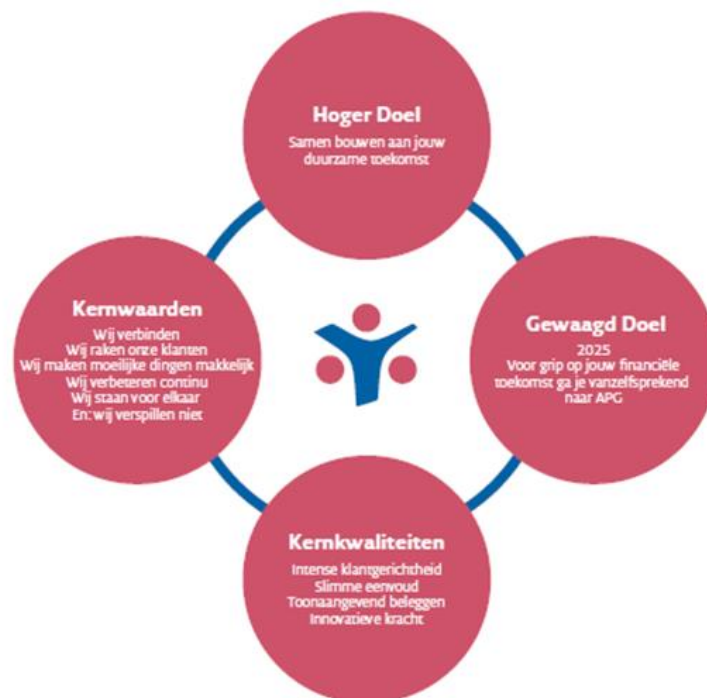 Hoger Doel
Samen bouwen aan jouw
duurzame toekomst
Kernwaarden
Wij verbinden
Wij raken onze klanten
Wij maken moeilijke dingen makkelijk
Wij verbeteren continu
Wij staan voor elkaar
En: wij verspillen niet
Gewaagd Doel
2025
Voor grip op jouw financiële
toekomst ga je vanzelfsprekend
naar APG
Kernkwaliteiten
Intense klantgerichtheid
Slimme eenvoud
Toonaangevend beleggen
Innovatieve kracht